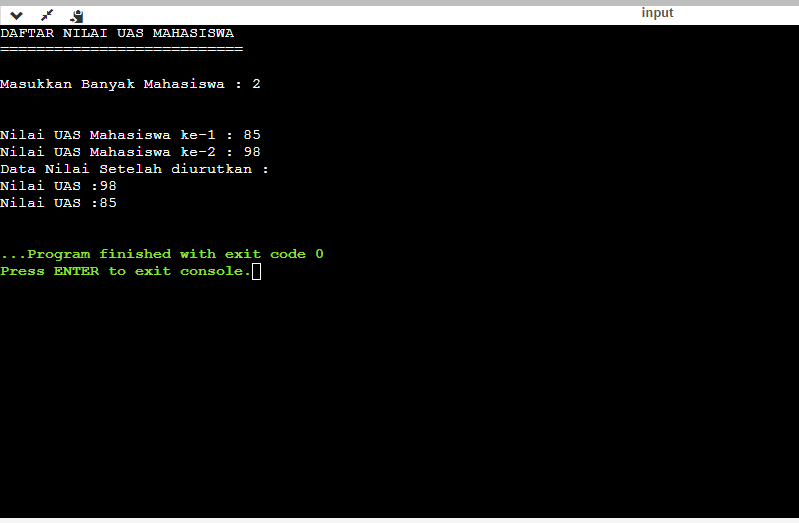 input
DAFTAR NILAI UAS MAHASISWA
===========================
Masukkan Banyak Mahasiswa : 2
Nilai UAS Mahasiswa ke-1 : 85
Nilai UAS Mahasiswa ke-2 : 98
Data Nilai Setelah diurutkan :
Nilai UAS :98
Nilai UAS :85
...Program finished with exit code 0
Press ENTER to exit console.